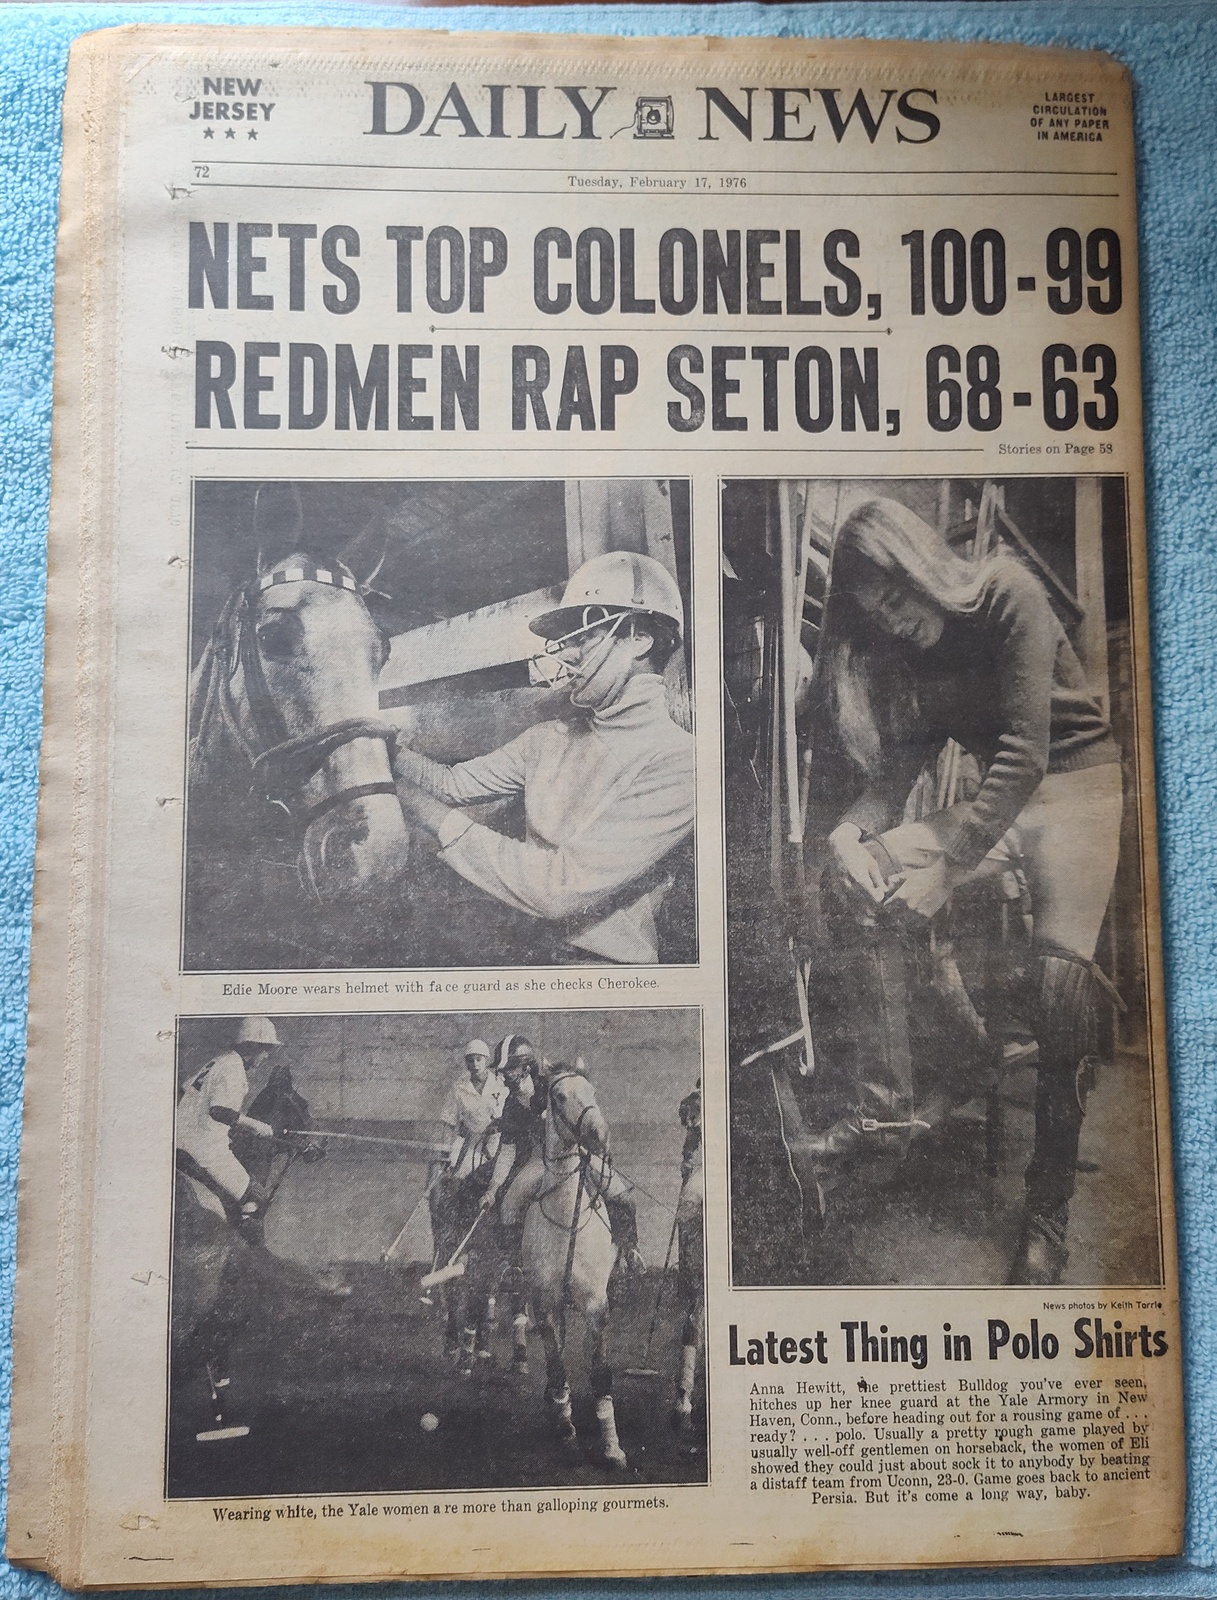 NEW
JERSEY
★ ★ ★
DAILY NEWS
LARGEST
CIRCULATION
OF ANY PAPER
IN AMERICA
72
Tuesday, February 17, 1976
NETS TOP COLONELS, 100-99
REDMEN RAP SETON, 68-63
Stories on Page 58
Edie Moore wears helmet with face guard as she checks Cherokee.
Wearing white, the Yale women are more than galloping gourmets.
News photos by Keith Torrie
Latest Thing in Polo Shirts
Anna Hewitt, the prettiest Bulldog you've ever seen,
hitches up her knee guard at the Yale Armory in New
Haven, Conn., before heading out for a rousing game of . . .
ready? . . . polo. Usually a pretty rough game played by
usually well-off gentlemen on horseback, the women of Eli
showed they could just about sock it to anybody by beating
a distaff team from Uconn, 23-0. Game goes back to ancient
Persia. But it's come a long way, baby.